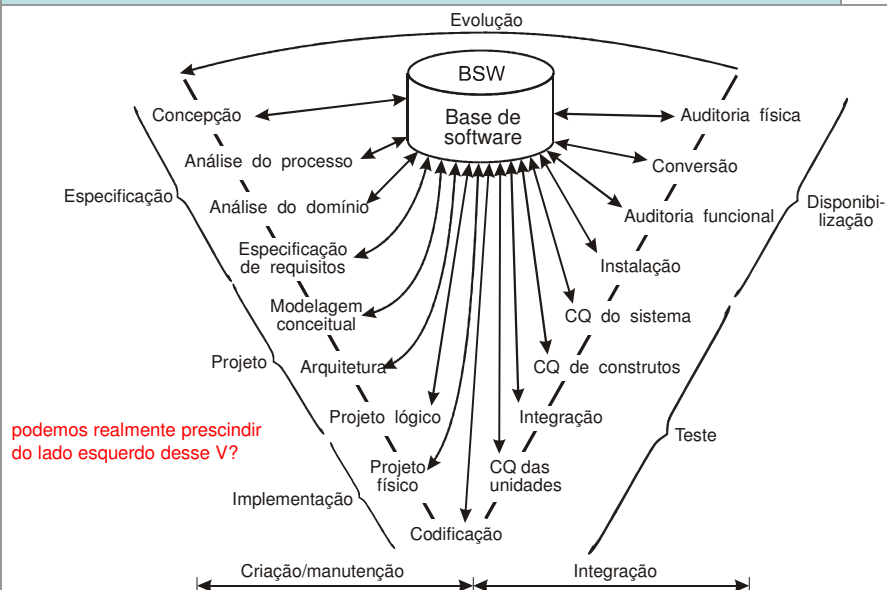 Evolução
BSW
Base de
software
Concepção
Auditoria física
Análise do processo
Conversão
Especificação
Disponibi-
lização
Análise do domínio
Auditoria funcional
Especificação
de requisitos
Instalação
Modelagem
conceitual
CQ do sistema
Projeto
Arquitetura
CQ de construtos
Projeto lógico
Integração
podemos realmente prescindir
do lado esquerdo desse V?
Teste
Projeto
físico
CQ das
unidades
Implementação
Codificação
Criação/manutenção
Integração